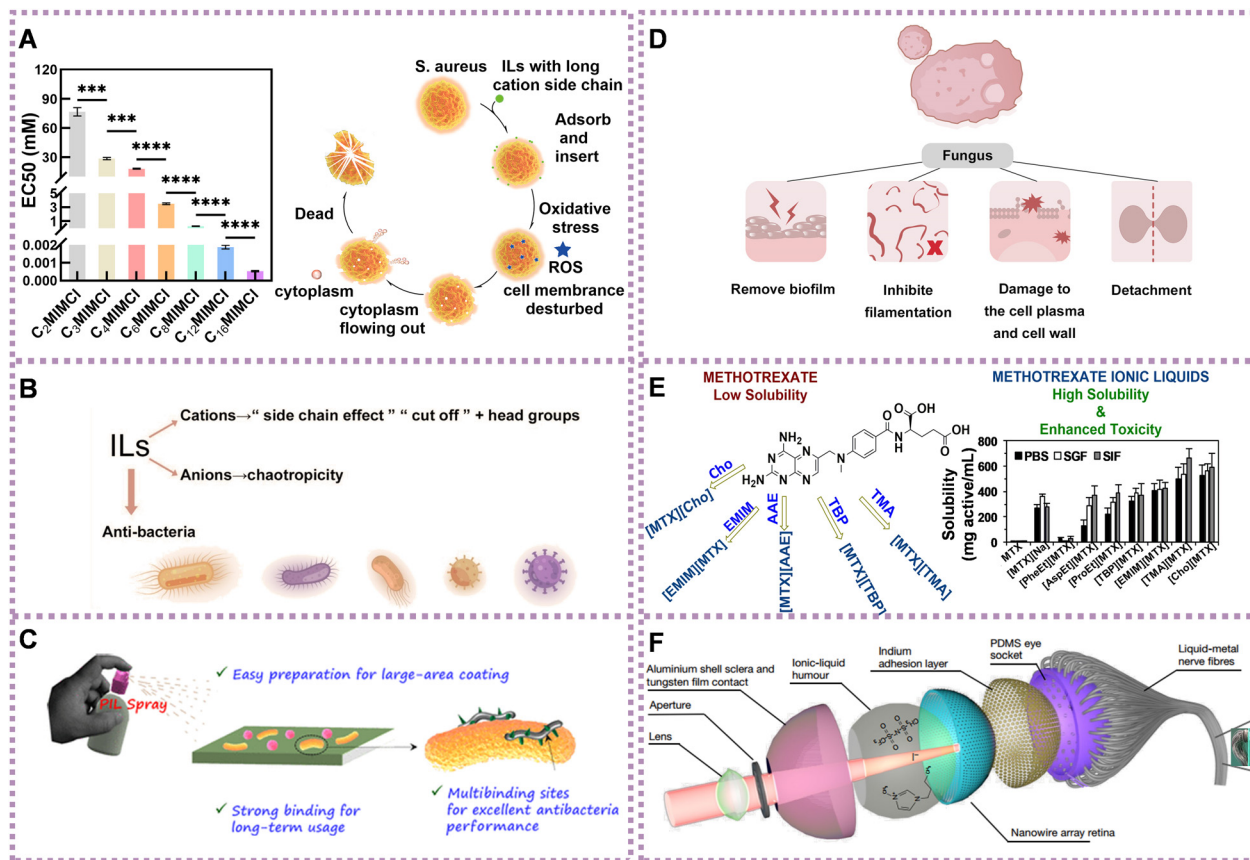 A
120
90
60
30
5
3
1
0.002
0.001
0.000
EC50 (mM)
***
***
****
****
****
****
C2MIMCl
C3MIMCl
C4MIMCl
C6MIMCl
C8MIMCl
C12MIMCl
C16MIMCl
S. aureus
ILs with long
cation side chain
Adsorb
and
insert
Oxidative
stress
ROS
cell membrane
desturbed
cytoplasm
flowing out
cytoplasm
Dead
B
ILs
Cations→“ side chain effect ” “ cut off ” + head groups
Anions→chaotropicity
Anti-bacteria
C
PIL Spray
✓ Easy preparation for large-area coating
✓ Strong binding for
long-term usage
✓ Multibinding sites
for excellent antibacteria
performance
D
Fungus
Remove biofilm
Inhibite
filamentation
Damage to
the cell plasma
and cell wall
Detachment
E
METHOTREXATE
Low Solubility
METHOTREXATE IONIC LIQUIDS
High Solubility
&
Enhanced Toxicity
NH2
H2N
N
N
N
N
N
O
N
H
O
OH
OH
O
Cho
EMIM
AAE
TBP
TMA
[MTX][Cho]
[EMIM][MTX]
[MTX][AAE]
[MTX][TBP]
[MTX][TMA]
Solubility
(mg active/mL)
800
600
400
200
0
PBS SGF SIF
MTX
[MTX][Na]
[PheEt][MTX]
[AspEt][MTX]
[ProEt][MTX]
[TBP][MTX]
[EMIM][MTX]
[TMA][MTX]
[Cho][MTX]
F
Aluminium shell sclera and
tungsten film contact
Aperture
Lens
Ionic-liquid
humour
Indium
adhesion layer
PDMS eye
socket
Liquid-metal
nerve fibres
I–
Nanowire array retina